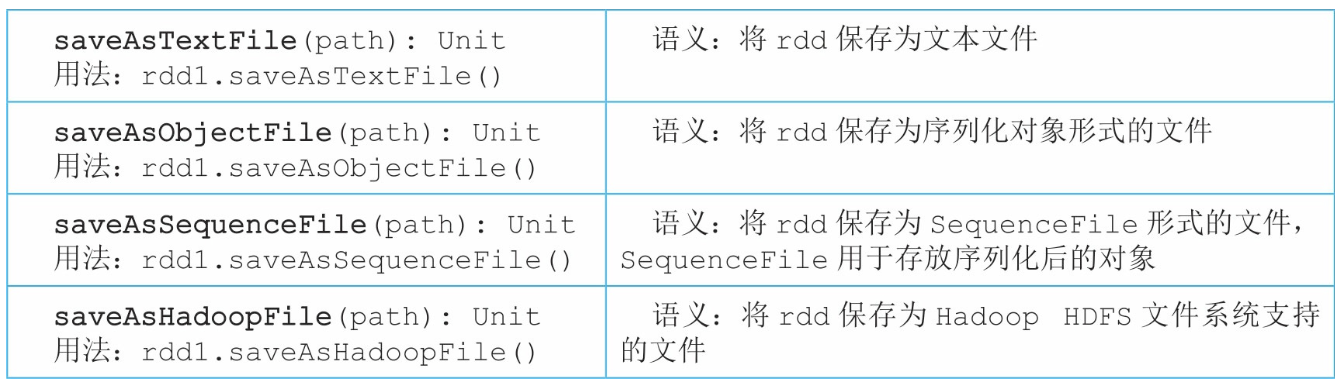 saveAsTextFile(path): Unit
用法：rdd1.saveAsTextFile()
语义：将 rdd 保存为文本文件
saveAsObjectFile(path): Unit
用法：rdd1.saveAsObjectFile()
语义：将 rdd 保存为序列化对象形式的文件
saveAsSequenceFile(path): Unit
用法：rdd1.saveAsSequenceFile()
语义：将 rdd 保存为 SequenceFile 形式的文件，
SequenceFile 用于存放序列化后的对象
saveAsHadoopFile(path): Unit
用法：rdd1.saveAsHadoopFile()
语义：将 rdd 保存为 Hadoop HDFS 文件系统支持
的文件